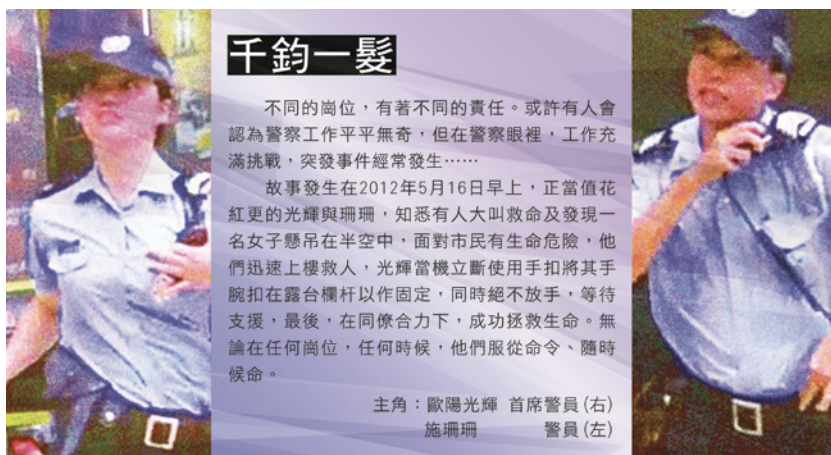 千鈞一髮
不同的崗位，有著不同的責任。或許有人會
認為警察工作平平無奇，但在警察眼裡，工作充
滿挑戰，突發事件經常發生……
故事發生在2012年5月16日早上，正當值花
紅更的光輝與珊珊，知悉有人大叫救命及發現一
名女子懸吊在半空中，面對市民有生命危險，他
們迅速上樓救人，光輝當機立斷使用手扣將其手
腕扣在露台欄杆以作固定，同時絕不放手，等待
支援，最後，在同僚合力下，成功拯救生命。無
論在任何崗位，任何時候，他們服從命令、隨時
候命。
主角：歐陽光輝 首席警員(右)
施珊珊 警員(左)